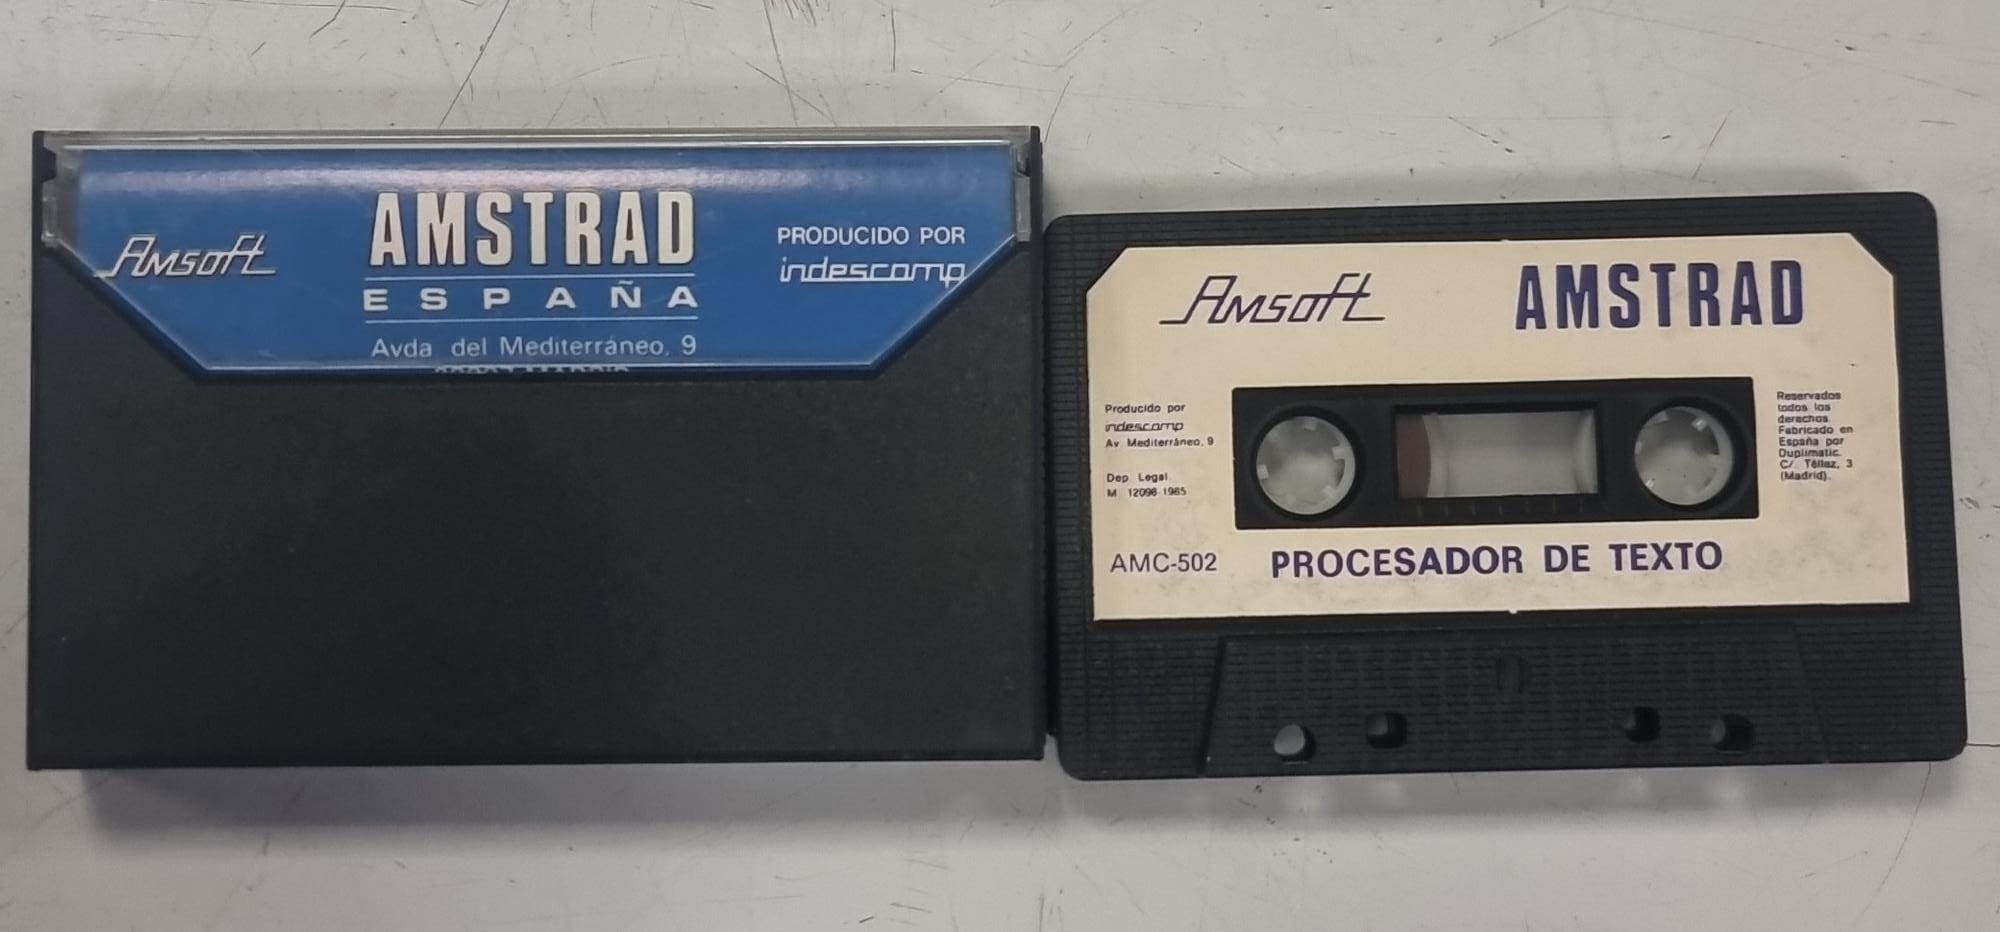 Amsoft
AMSTRAD
ESPAÑA
Avda. del Mediterráneo, 9
PRODUCIDO POR
indescomp
Amsoft
AMSTRAD
Producido por
indescomp
Av. Mediterráneo, 9
Dep. Legal
M. 12098-1985
Reservados
todos los
derechos.
Fabricado en
España por
Duplimatic.
C/. Téllaz, 3
(Madrid).
AMC-502
PROCESADOR DE TEXTO